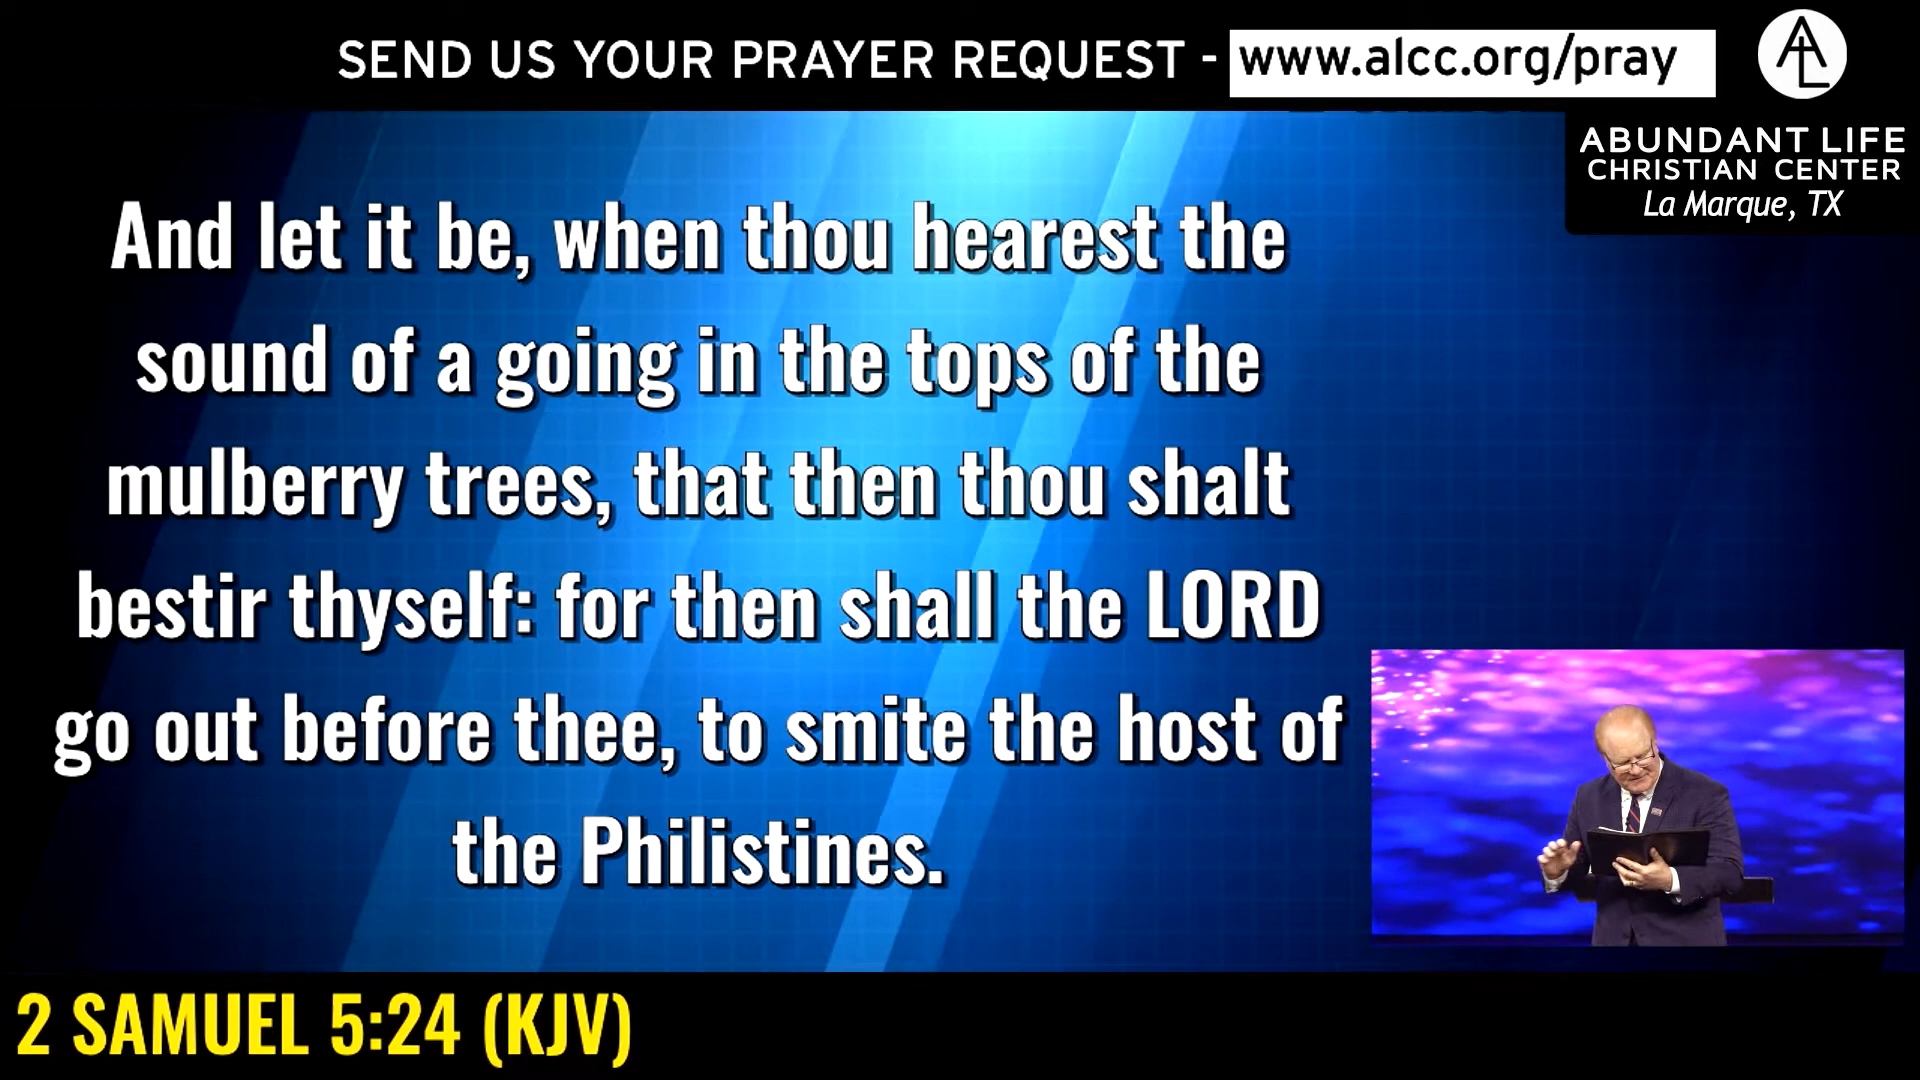 SEND US YOUR PRAYER REQUEST - www.alcc.org/pray
ABUNDANT LIFE
CHRISTIAN CENTER
La Marque, TX
And let it be, when thou hearest the
sound of a going in the tops of the
mulberry trees, that then thou shalt
bestir thyself: for then shall the LORD
go out before thee, to smite the host of
the Philistines.
2 SAMUEL 5:24 (KJV)